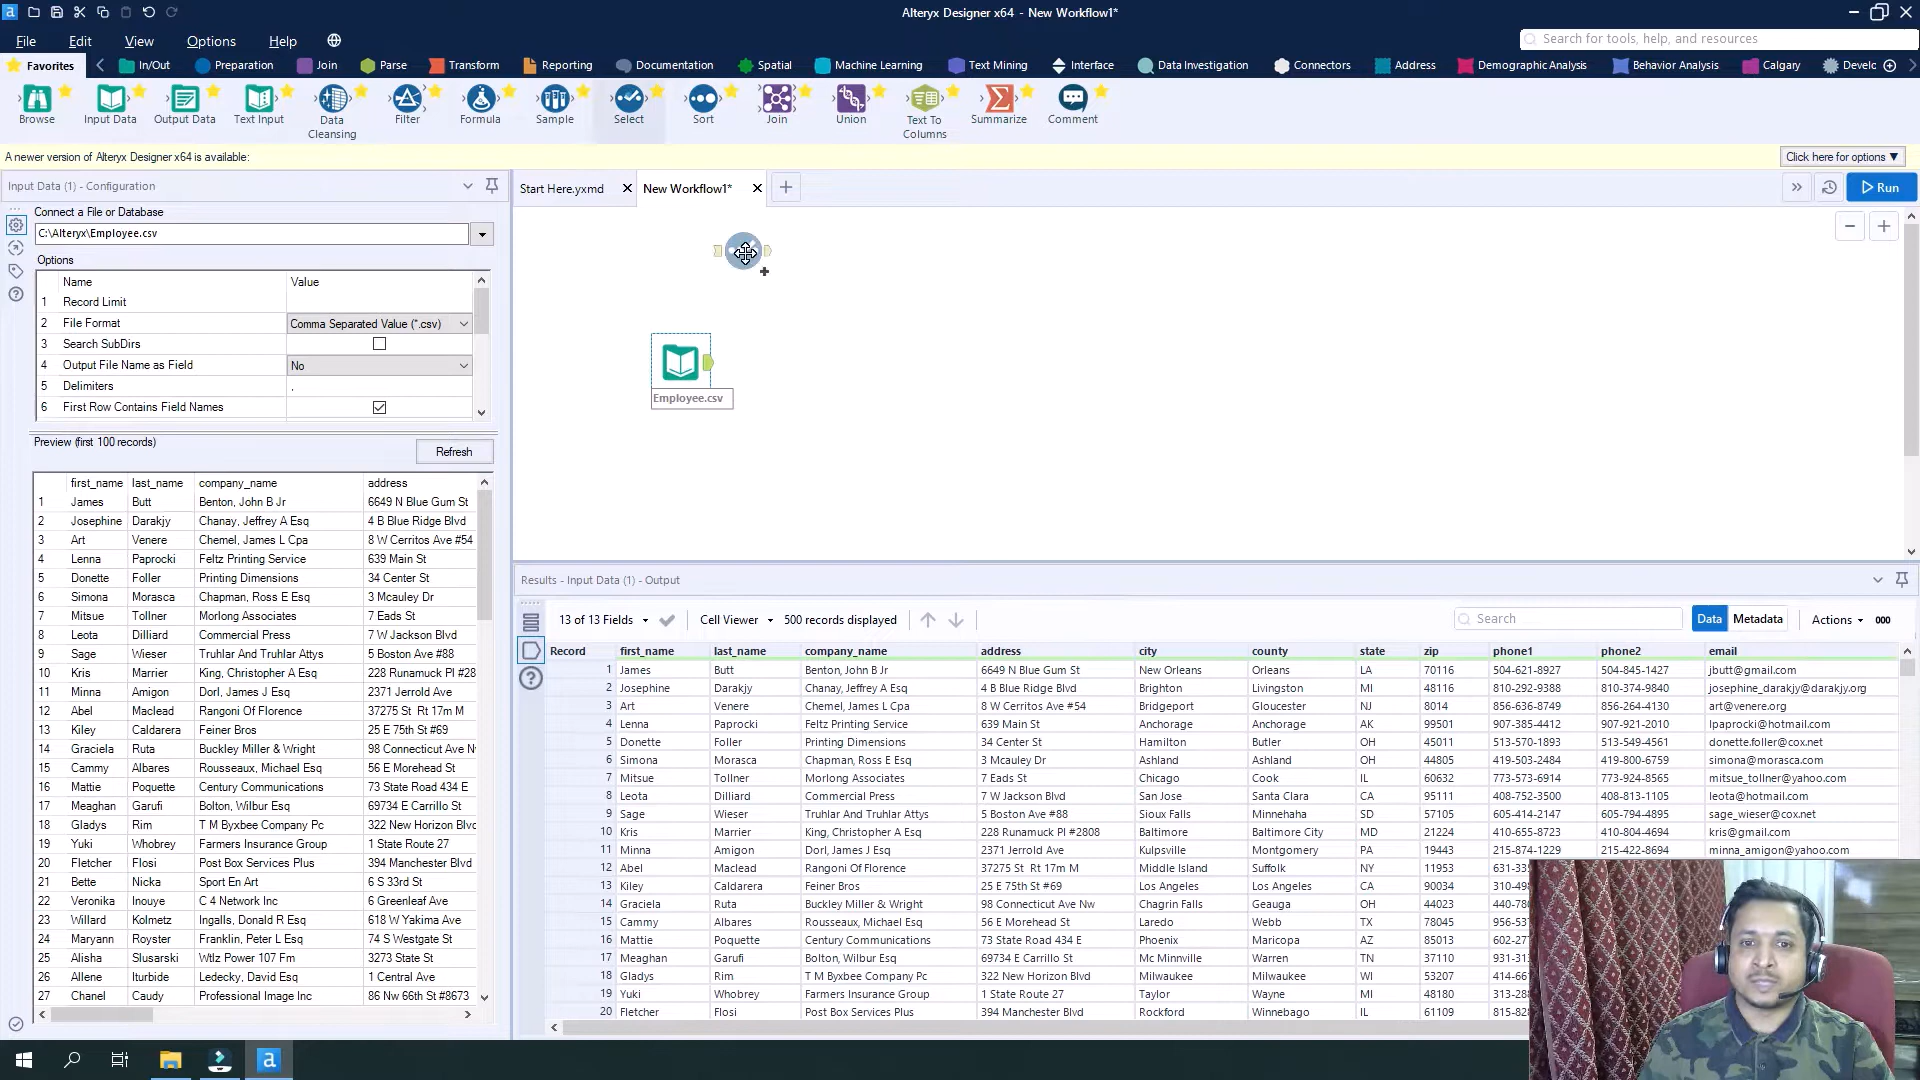 Alteryx Designer x64 - New Workflow1*
File Edit View Options Help
Search for tools, help, and resources
Favorites In/Out Preparation Join Parse Transform Reporting Documentation Spatial Machine Learning Text Mining Interface Data Investigation Connectors Address Demographic Analysis Behavior Analysis Calgary Develc
Browse Input Data Output Data Text Input Data Cleansing Filter Formula Sample Select Sort Join Union Text To Columns Summarize Comment
A newer version of Alteryx Designer x64 is available: Click here for options ▼
Input Data (1) - Configuration
Start Here.yxmd New Workflow1* Run
Connect a File or Database
C:\Alteryx\Employee.csv
Options
Name Value
1 Record Limit
2 File Format Comma Separated Value (*.csv)
3 Search SubDirs
4 Output File Name as Field No
5 Delimiters ,
6 First Row Contains Field Names
Employee.csv
Preview (first 100 records)
Refresh
first_name last_name company_name address
1 James Butt Benton, John B Jr 6649 N Blue Gum St
2 Josephine Darakjy Chanay, Jeffrey A Esq 4 B Blue Ridge Blvd
3 Art Venere Chemel, James L Cpa 8 W Cerritos Ave #54
4 Lenna Paprocki Feltz Printing Service 639 Main St
5 Donette Foller Printing Dimensions 34 Center St
6 Simona Morasca Chapman, Ross E Esq 3 Mcauley Dr
7 Mitsue Tollner Morlong Associates 7 Eads St
8 Leota Dilliard Commercial Press 7 W Jackson Blvd
9 Sage Wieser Truhlar And Truhlar Attys 5 Boston Ave #88
10 Kris Marrier King, Christopher A Esq 228 Runamuck Pl #28
11 Minna Amigon Dorl, James J Esq 2371 Jerrold Ave
12 Abel Maclead Rangoni Of Florence 37275 St Rt 17m M
13 Kiley Caldarera Feiner Bros 25 E 75th St #69
14 Graciela Ruta Buckley Miller & Wright 98 Connecticut Ave N
15 Cammy Albares Rousseaux, Michael Esq 56 E Morehead St
16 Mattie Poquette Century Communications 73 State Road 434 E
17 Meaghan Garufi Bolton, Wilbur Esq 69734 E Carrillo St
18 Gladys Rim T M Byxbee Company Pc 322 New Horizon Blvc
19 Yuki Whobrey Farmers Insurance Group 1 State Route 27
20 Fletcher Flosi Post Box Services Plus 394 Manchester Blvd
21 Bette Nicka Sport En Art 6 S 33rd St
22 Veronika Inouye C 4 Network Inc 6 Greenleaf Ave
23 Willard Kolmetz Ingalls, Donald R Esq 618 W Yakima Ave
24 Maryann Royster Franklin, Peter L Esq 74 S Westgate St
25 Alisha Slusarski Wtlz Power 107 Fm 3273 State St
26 Allene Iturbide Ledecky, David Esq 1 Central Ave
27 Chanel Caudy Professional Image Inc 86 Nw 66th St #8673
Results - Input Data (1) - Output
13 of 13 Fields Cell Viewer 500 records displayed Search Data Metadata Actions 000
Record first_name last_name company_name address city county state zip phone1 phone2 email
1 James Butt Benton, John B Jr 6649 N Blue Gum St New Orleans Orleans LA 70116 504-621-8927 504-845-1427 jbutt@gmail.com
2 Josephine Darakjy Chanay, Jeffrey A Esq 4 B Blue Ridge Blvd Brighton Livingston MI 48116 810-292-9388 810-374-9840 josephine_darakjy@darakjy.org
3 Art Venere Chemel, James L Cpa 8 W Cerritos Ave #54 Bridgeport Gloucester NJ 8014 856-636-8749 856-264-4130 art@venere.org
4 Lenna Paprocki Feltz Printing Service 639 Main St Anchorage Anchorage AK 99501 907-385-4412 907-921-2010 lpaprocki@hotmail.com
5 Donette Foller Printing Dimensions 34 Center St Hamilton Butler OH 45011 513-570-1893 513-549-4561 donette.foller@cox.net
6 Simona Morasca Chapman, Ross E Esq 3 Mcauley Dr Ashland Ashland OH 44805 419-503-2484 419-800-6759 simona@morasca.com
7 Mitsue Tollner Morlong Associates 7 Eads St Chicago Cook IL 60632 773-573-6914 773-924-8565 mitsue_tollner@yahoo.com
8 Leota Dilliard Commercial Press 7 W Jackson Blvd San Jose Santa Clara CA 95111 408-752-3500 408-813-1105 leota@hotmail.com
9 Sage Wieser Truhlar And Truhlar Attys 5 Boston Ave #88 Sioux Falls Minnehaha SD 57105 605-414-2147 605-794-4895 sage_wieser@cox.net
10 Kris Marrier King, Christopher A Esq 228 Runamuck Pl #2808 Baltimore Baltimore City MD 21224 410-655-8723 410-804-4694 kris@gmail.com
11 Minna Amigon Dorl, James J Esq 2371 Jerrold Ave Kulpsville Montgomery PA 19443 215-874-1229 215-422-8694 minna_amigon@yahoo.com
12 Abel Maclead Rangoni Of Florence 37275 St Rt 17m M Middle Island Suffolk NY 11953 631-33
13 Kiley Caldarera Feiner Bros 25 E 75th St #69 Los Angeles Los Angeles CA 90034 310-49
14 Graciela Ruta Buckley Miller & Wright 98 Connecticut Ave Nw Chagrin Falls Geauga OH 44023 440-78
15 Cammy Albares Rousseaux, Michael Esq 56 E Morehead St Laredo Webb TX 78045 956-53
16 Mattie Poquette Century Communications 73 State Road 434 E Phoenix Maricopa AZ 85013 602-27
17 Meaghan Garufi Bolton, Wilbur Esq 69734 E Carrillo St Mc Minnville Warren TN 37110 931-31
18 Gladys Rim T M Byxbee Company Pc 322 New Horizon Blvd Milwaukee Milwaukee WI 53207 414-66
19 Yuki Whobrey Farmers Insurance Group 1 State Route 27 Taylor Wayne MI 48180 313-28
20 Fletcher Flosi Post Box Services Plus 394 Manchester Blvd Rockford Winnebago IL 61109 815-82